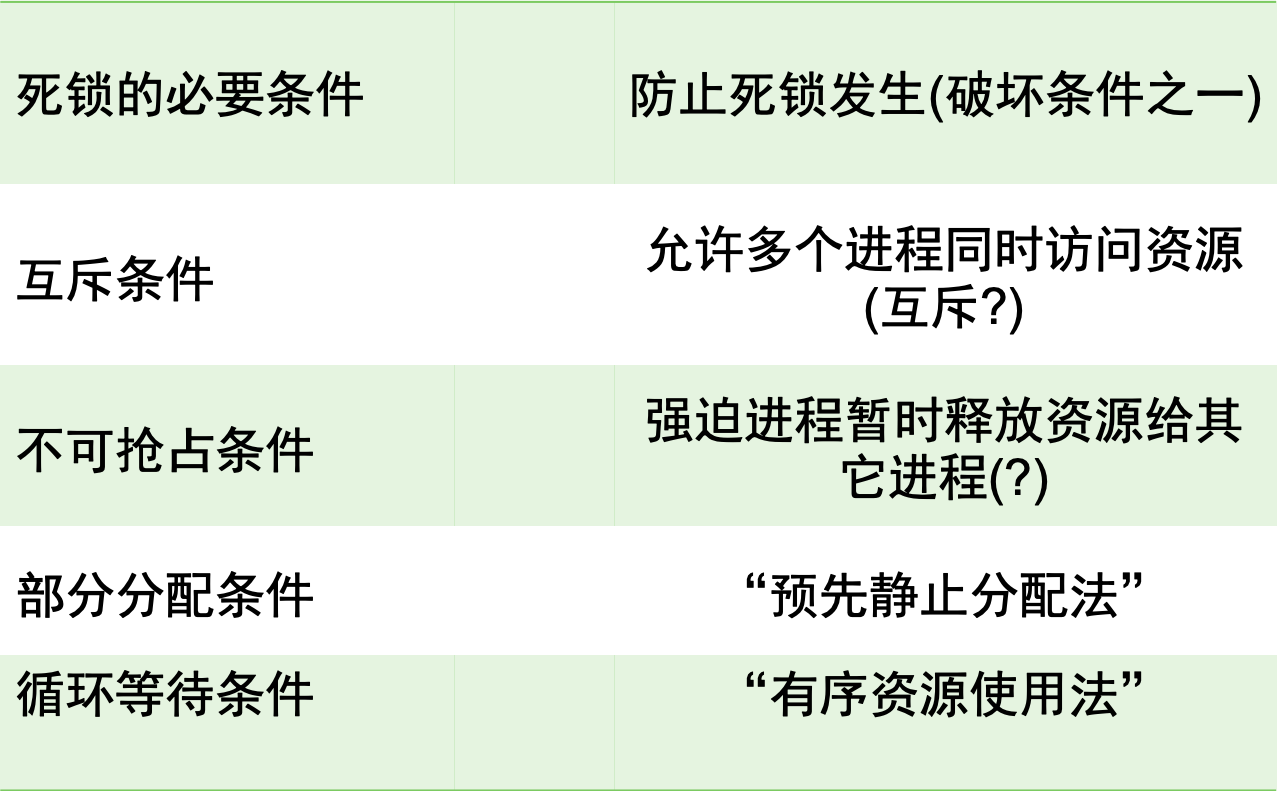 死锁的必要条件
防止死锁发生(破坏条件之一)
互斥条件
允许多个进程同时访问资源
(互斥?)
不可抢占条件
强迫进程暂时释放资源给其
它进程(?)
部分分配条件
“预先静止分配法”
循环等待条件
“有序资源使用法”